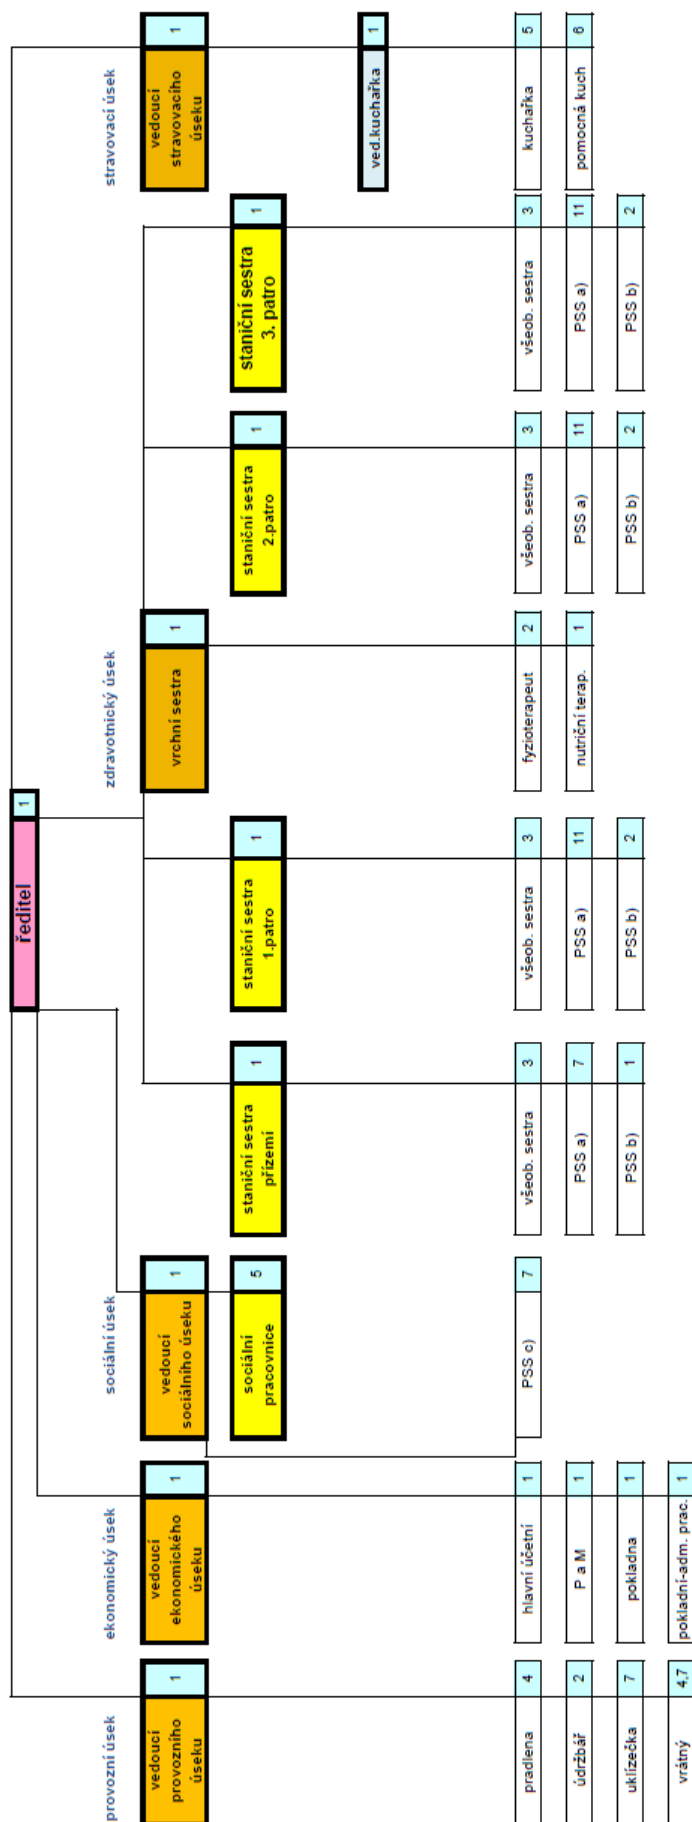 ředitel
1
provozní úsek
ekonomický úsek
sociální úsek
zdravotnický úsek
stravovací úsek
vedoucí
provozního
úseku
1
vedoucí
ekonomického
úseku
1
vedoucí
sociálního úseku
1
vrchní sestra
1
vedoucí
stravovacího
úseku
1
sociální
pracovnice
5
staniční sestra
přízemí
1
staniční sestra
1.patro
1
staniční sestra
2.patro
1
staniční sestra
3. patro
1
ved.kuchařka
1
pradlena
4
hlavní účetní
1
PSS c)
7
všeob. sestra
3
všeob. sestra
3
fyzioterapeut
2
všeob. sestra
3
všeob. sestra
3
kuchařka
5
údržbář
2
P a M
1
PSS a)
7
PSS a)
11
nutriční terap.
1
PSS a)
11
PSS a)
11
pomocná kuch
6
uklízečka
7
pokladna
1
PSS b)
1
PSS b)
2
PSS b)
2
PSS b)
2
vrátný
4,7
pokladní-adm. prac.
1